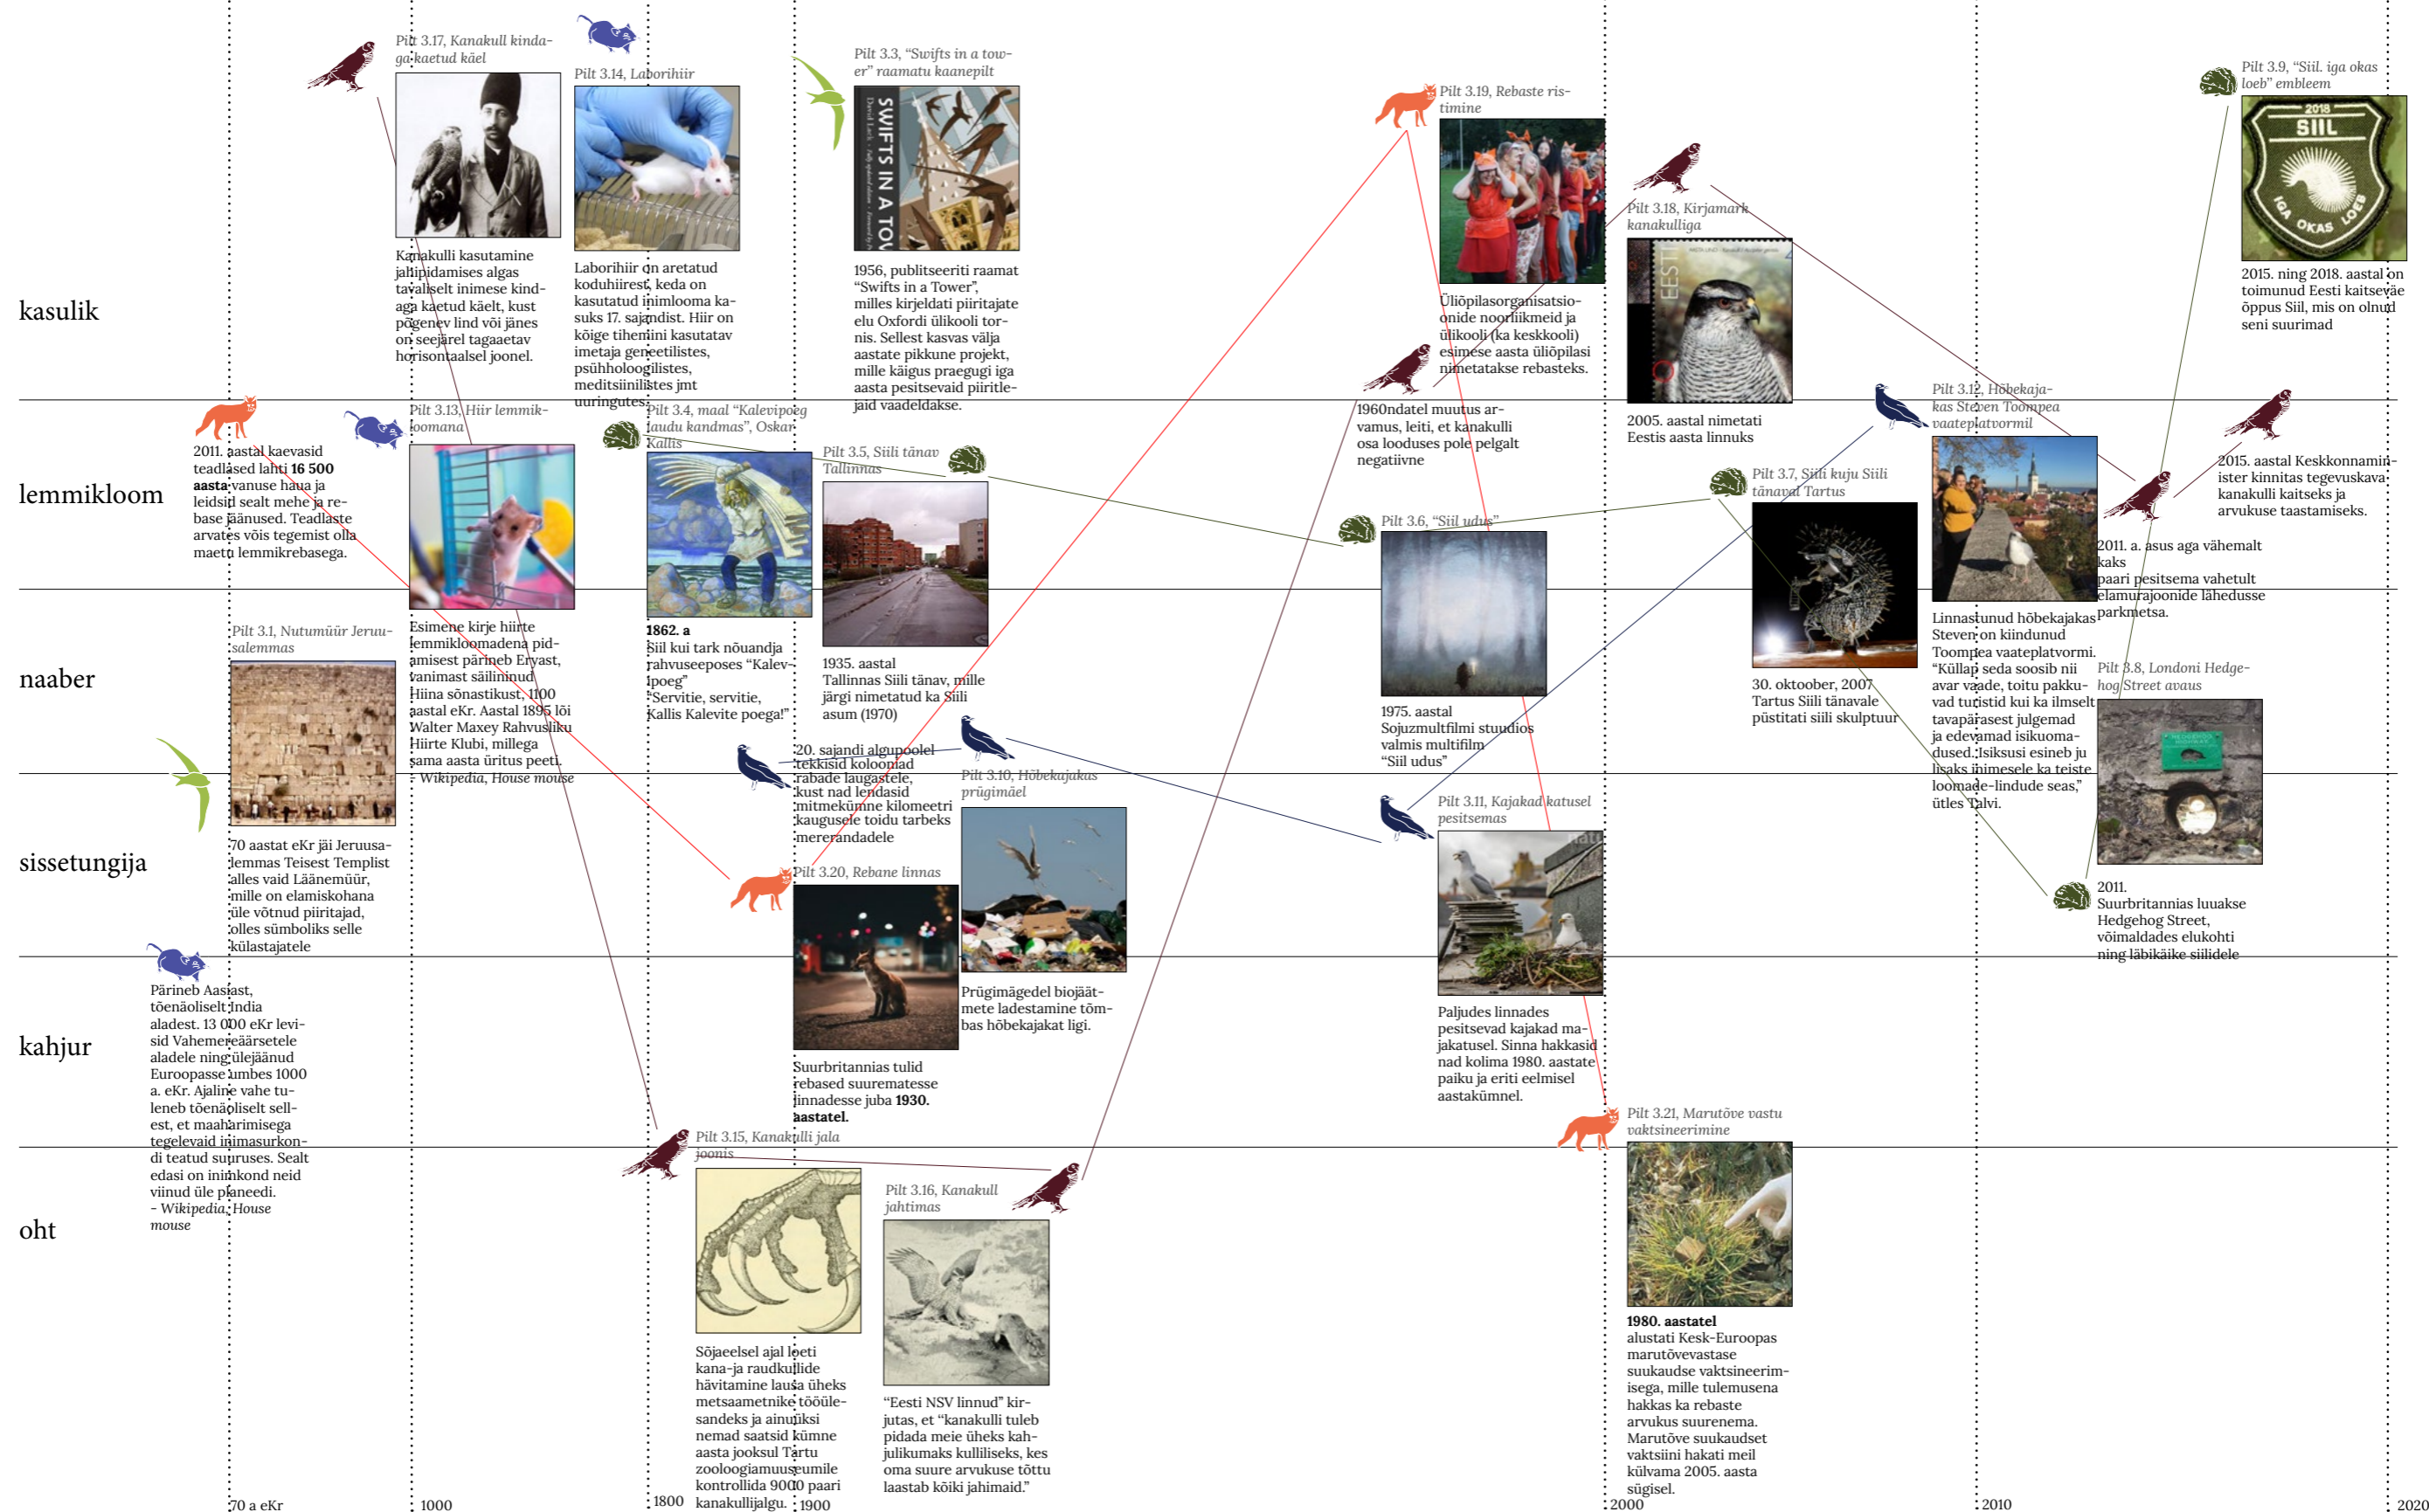 kasulik
lemmikloom
naaber
sissetungija
kahjur
oht
Pilt 3.17, Kanakull kinda-
ga kaetud käel
Kanakulli kasutamine
jahipidamises algas
tavaliselt inimese kind-
aga kaetud käelt, kust
põgenev lind või jänes
on seejärel tagaaetav
horisontaalsel joonel.
Pilt 3.14, Laborihiir
Laborihiir on aretatud
koduhiirest, keda on
kasutatud inimlooma ka-
suks 17. sajandist. Hiir on
kõige tihemini kasutatav
imetaja geneetilistes,
psühholoogilistes,
meditsiinilistes jmt
uuringutes.
Pilt 3.3, “Swifts in a tow-
er” raamatu kaanepilt
SWIFTS IN A TOW
David Lack
1956, publitseeriti raamat
“Swifts in a Tower”,
milles kirjeldati piiritajate
elu Oxfordi ülikooli tor-
nis. Sellest kasvas välja
aastate pikkune projekt,
mille käigus praegugi iga
aasta pesitsevaid piiritle-
jaid vaadeldakse.
Pilt 3.19, Rebaste ris-
timine
Üliõpilasorganisatsio-
onide noorliikmeid ja
ülikooli (ka keskkooli)
esimese aasta üliõpilasi
nimetatakse rebasteks.
Pilt 3.18, Kirjamark
kanakulliga
EESTI
2005. aastal nimetati
Eestis aasta linnuks
Pilt 3.9, “Siil. iga okas
loeb” embleem
2018
SIIL
IGA OKAS LOEB
2015. ning 2018. aastal on
toimunud Eesti kaitseväe
õppus Siil, mis on olnud
seni suurimad
2011. aastal kaevasid
teadlased lahti 16 500
aasta vanuse haua ja
leidsid sealt mehe ja re-
base jäänused. Teadlaste
arvates võis tegemist olla
maetu lemmikrebasega.
Pilt 3.13, Hiir lemmik-
loomana
Esimene kirje hiirte
lemmikloomadena pid-
amisest pärineb Eryast,
vanimast säilininud
Hiina sõnastikust, 1100
aastal eKr. Aastal 1895 lõi
Walter Maxey Rahvusliku
Hiirte Klubi, millega
sama aasta üritus peeti.
- Wikipedia, House mouse
Pilt 3.4, maal “Kalevipoeg
laudu kandmas”, Oskar
Kallis
1862. a
Siil kui tark nõuandja
rahvuseeposes “Kalev-
ipoeg”
“Servitie, servitie,
Kallis Kalevite poega!”
Pilt 3.5, Siili tänav
Tallinnas
1935. aastal
Tallinnas Siili tänav, mille
järgi nimetatud ka Siili
asum (1970)
1960ndatel muutus ar-
vamus, leiti, et kanakulli
osa looduses pole pelgalt
negatiivne
Pilt 3.6, “Siil udus”
1975. aastal
Sojuzmultfilmi stuudios
valmis multifilm
“Siil udus”
Pilt 3.7, Siili kuju Siili
tänaval Tartus
30. oktoober, 2007
Tartus Siili tänavale
püstitati siili skulptuur
Pilt 3.12, Hõbekaja-
kas Steven Toompea
vaateplatvormil
Linnastunud hõbekajakas
Steven on kiindunud
Toompea vaateplatvormi.
“Küllap seda soosib nii
avar vaade, toitu pakku-
vad turistid kui ka ilmselt
tavapärasest julgemad
ja edevamad isikuoma-
dused. Isiksusi esineb ju
lisaks inimesele ka teiste
loomade-lindude seas,”
ütles Talvi.
2015. aastal Keskkonnamin-
ister kinnitas tegevuskava
kanakulli kaitseks ja
arvukuse taastamiseks.
2011. a. asus aga vähemalt
kaks
paari pesitsema vahetult
elamurajoonide lähedusse
parkmetsa.
Pilt 3.8, Londoni Hedge-
hog Street avaus
2011.
Suurbritannias luuakse
Hedgehog Street,
võimaldades elukohti
ning läbikäike siilidele
Pilt 3.1, Nutumüür Jeruu-
salemmas
70 aastat eKr jäi Jeruusa-
lemmas Teisest Templist
alles vaid Läänemüür,
mille on elamiskohana
üle võtnud piiritajad,
olles sümboliks selle
külastajatele
20. sajandi algupoolel
tekkisid kolooniad
rabade laugastele,
kust nad lendasid
mitmekümne kilomeetri
kaugusele toidu tarbeks
mererandadele
Pilt 3.10, Hõbekajakas
prügimäel
Prügimägedel biojäät-
mete ladestamine tõm-
bas hõbekajakat ligi.
Pilt 3.20, Rebane linnas
Suurbritannias tulid
rebased suurematesse
linnadesse juba 1930.
aastatel.
Pilt 3.11, Kajakad katusel
pesitsemas
Paljudes linnades
pesitsevad kajakad ma-
jakatusel. Sinna hakkasid
nad kolima 1980. aastate
paiku ja eriti eelmisel
aastakümnel.
Pärineb Aasiast,
tõenäoliselt India
aladest. 13 000 eKr levi-
sid Vahemereäärsetele
aladele ning ülejäänud
Euroopasse umbes 1000
a. eKr. Ajaline vahe tu-
leneb tõenäoliselt sell-
est, et maaharimisega
tegelevaid inimasurkon-
di teatud suuruses. Sealt
edasi on inimkond neid
viinud üle planeedi.
- Wikipedia, House
mouse
Pilt 3.15, Kanakulli jala
joonis
Sõjaeelsel ajal loeti
kana-ja raudkullide
hävitamine lausa üheks
metsaametnike tööüle-
sandeks ja ainuüksi
nemad saatsid kümne
aasta jooksul Tartu
zooloogiamuuseumile
kontrollida 9000 paari
kanakullijalgu.
Pilt 3.16, Kanakull
jahtimas
“Eesti NSV linnud” kir-
jutas, et “kanakulli tuleb
pidada meie üheks kah-
julikumaks kulliliseks, kes
oma suure arvukuse tõttu
laastab kõiki jahimaid.”
Pilt 3.21, Marutõve vastu
vaktsineerimine
1980. aastatel
alustati Kesk-Euroopas
marutõvevastase
suukaudse vaktsineerim-
isega, mille tulemusena
hakkas ka rebaste
arvukus suurenema.
Marutõve suukaudset
vaktsiini hakati meil
külvama 2005. aasta
sügisel.
70 a eKr
1000
1800
1900
2000
2010
2020